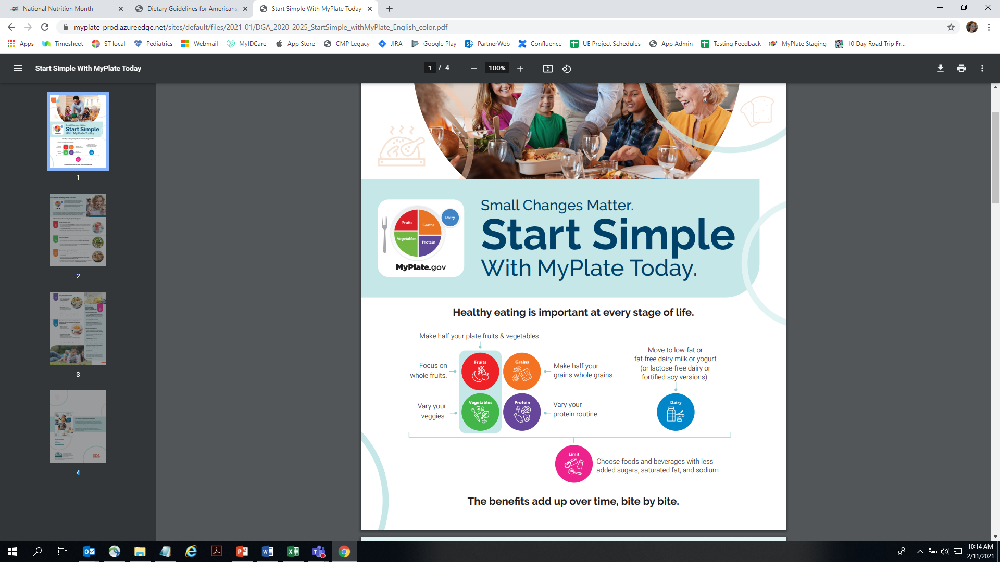 National Nutrition Month
Dietary Guidelines for Americans,
Start Simple With MyPlate Today
myplate-prod.azureedge.net/sites/default/files/2021-01/DGA_2020-2025_StartSimple_withMyPlate_English_color.pdf
Apps Timesheet ST local Pediatrics Webmail MyIDCare App Store CMP Legacy JIRA Google Play PartnerWeb Confluence UE Project Schedules App Admin Testing Feedback MyPlate Staging 10 Day Road Trip Fr...
Start Simple With MyPlate Today
1 / 4
100%
Small Changes Matter.
Start Simple
With MyPlate Today.
1
2
3
4
Fruits
Grains
Dairy
Vegetables
Protein
MyPlate.gov
Small Changes Matter.
Start Simple
With MyPlate Today.
Healthy eating is important at every stage of life.
Make half your plate fruits & vegetables.
Focus on
whole fruits.
Fruits
Grains
Make half your
grains whole grains.
Move to low-fat or
fat-free dairy milk or yogurt
(or lactose-free dairy or
fortified soy versions).
Vary your
veggies.
Vegetables
Protein
Vary your
protein routine.
Dairy
Limit
Choose foods and beverages with less
added sugars, saturated fat, and sodium.
The benefits add up over time, bite by bite.
10:14 AM
2/11/2021